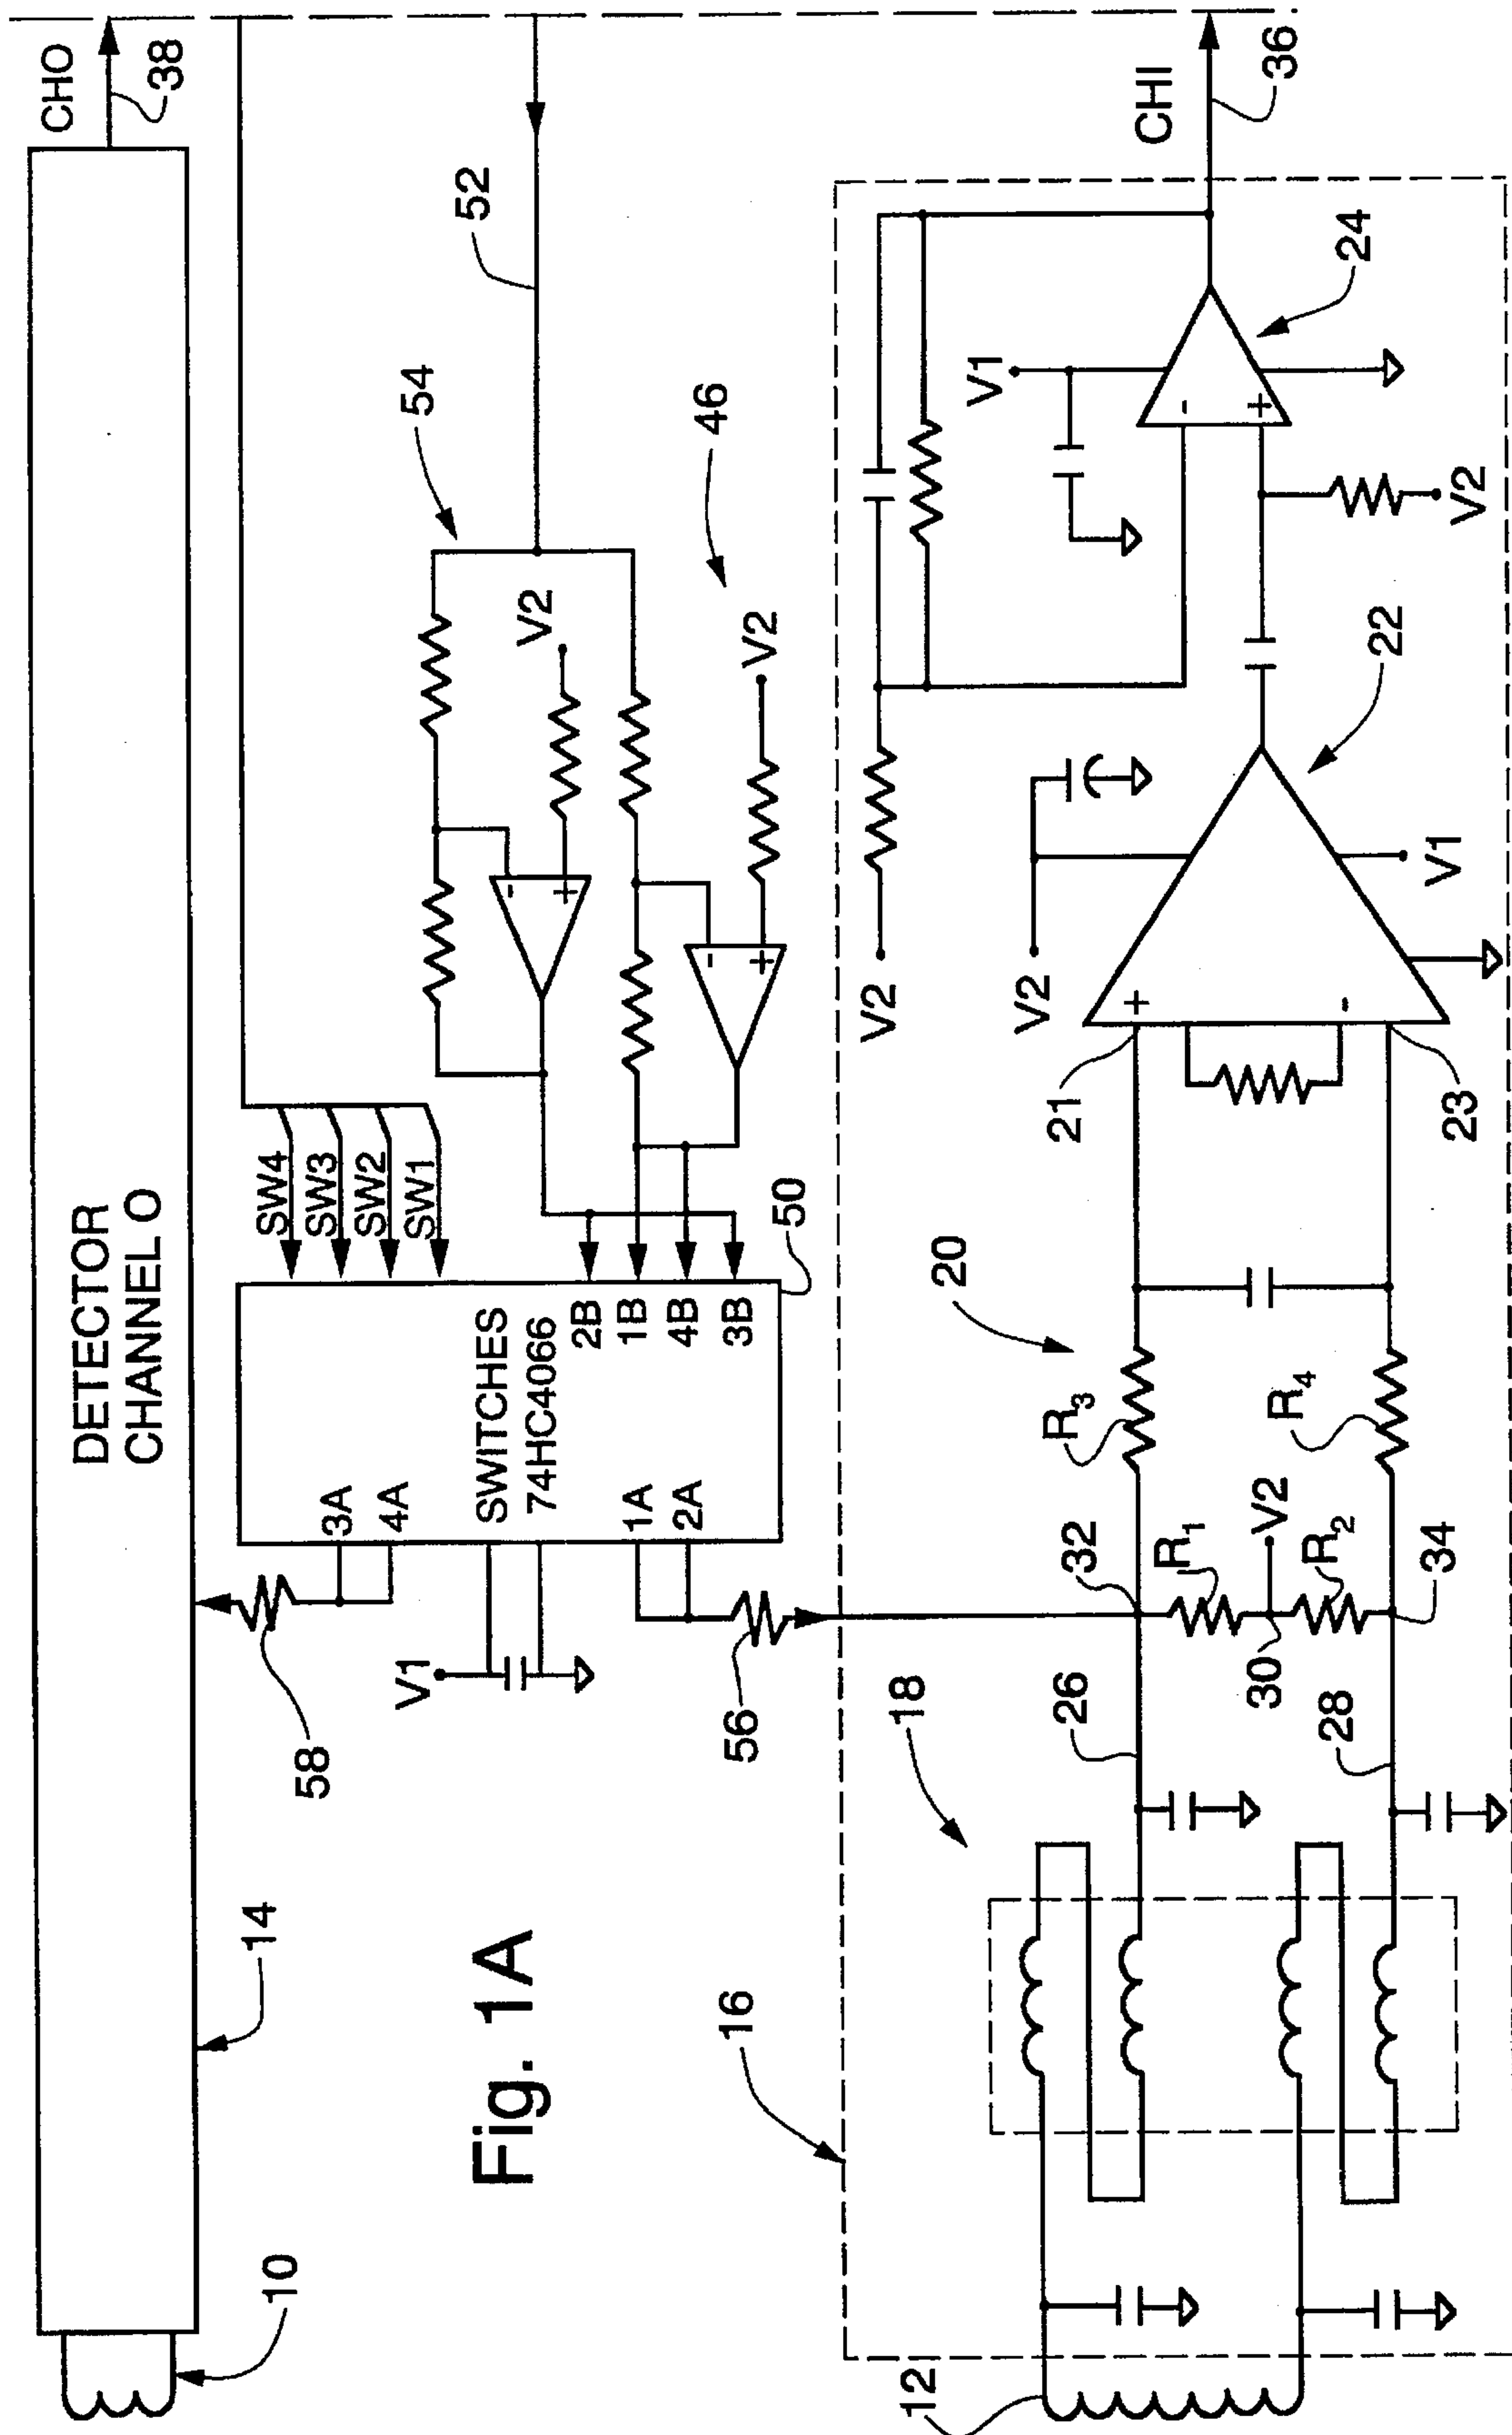 CHO
38
DETECTOR
CHANNEL O
14
10
52
54
V2
46
V2
-
+
-
+
SW4
SW3
SW2
SW1
50
3A
4A
SWITCHES
74HC4066
1A
2A
2B
1B
4B
3B
58
V1
56
Fig. 1A
CHI
36
24
V1
-
+
V2
22
V2
V2
V1
+
-
21
23
20
R3
R4
32
R1
V2
30
R2
34
18
26
28
16
12